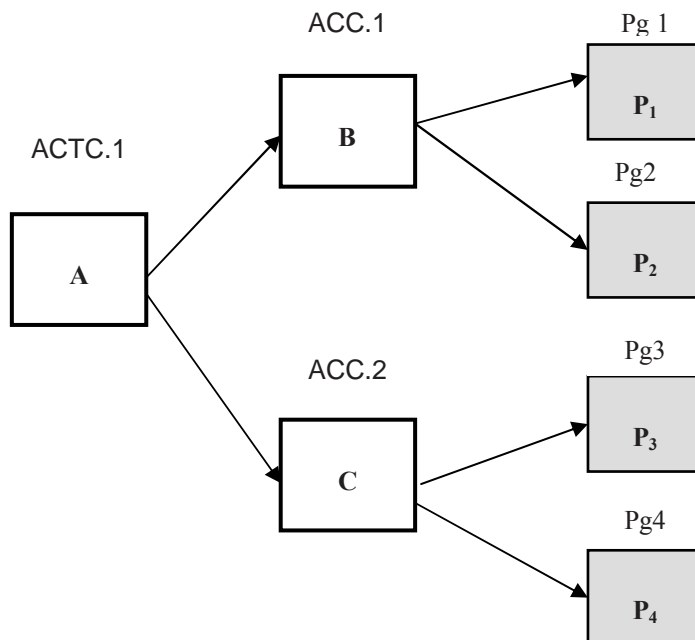 ACC.1
Pg 1
P₁
B
ACTC.1
Pg2
P₂
A
Pg3
ACC.2
P₃
C
Pg4
P₄